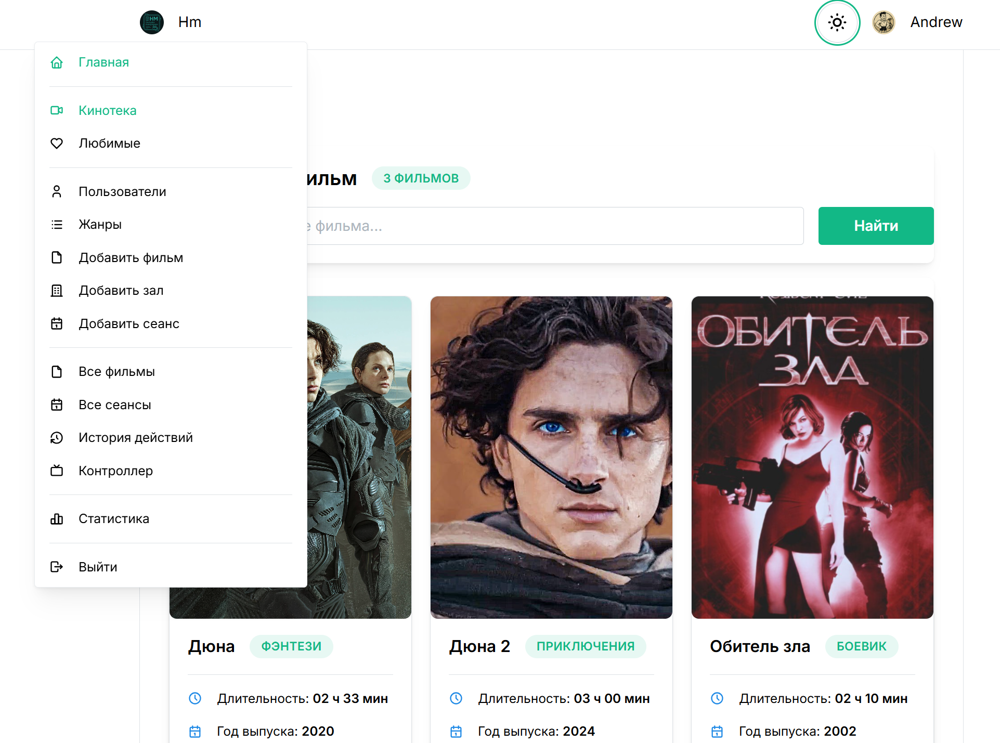 Hm
Andrew
Главная
Кинотека
Любимые
Пользователи
Жанры
Добавить фильм
Добавить зал
Добавить сеанс
Все фильмы
Все сеансы
История действий
Контроллер
Статистика
Выйти
ильм
3 ФИЛЬМОВ
е фильма...
Найти
ОБИТЕЛЬ
ЗЛА
Дюна
ФЭНТЕЗИ
Длительность: 02 ч 33 мин
Год выпуска: 2020
Дюна 2
ПРИКЛЮЧЕНИЯ
Длительность: 03 ч 00 мин
Год выпуска: 2024
Обитель зла
БОЕВИК
Длительность: 02 ч 10 мин
Год выпуска: 2002